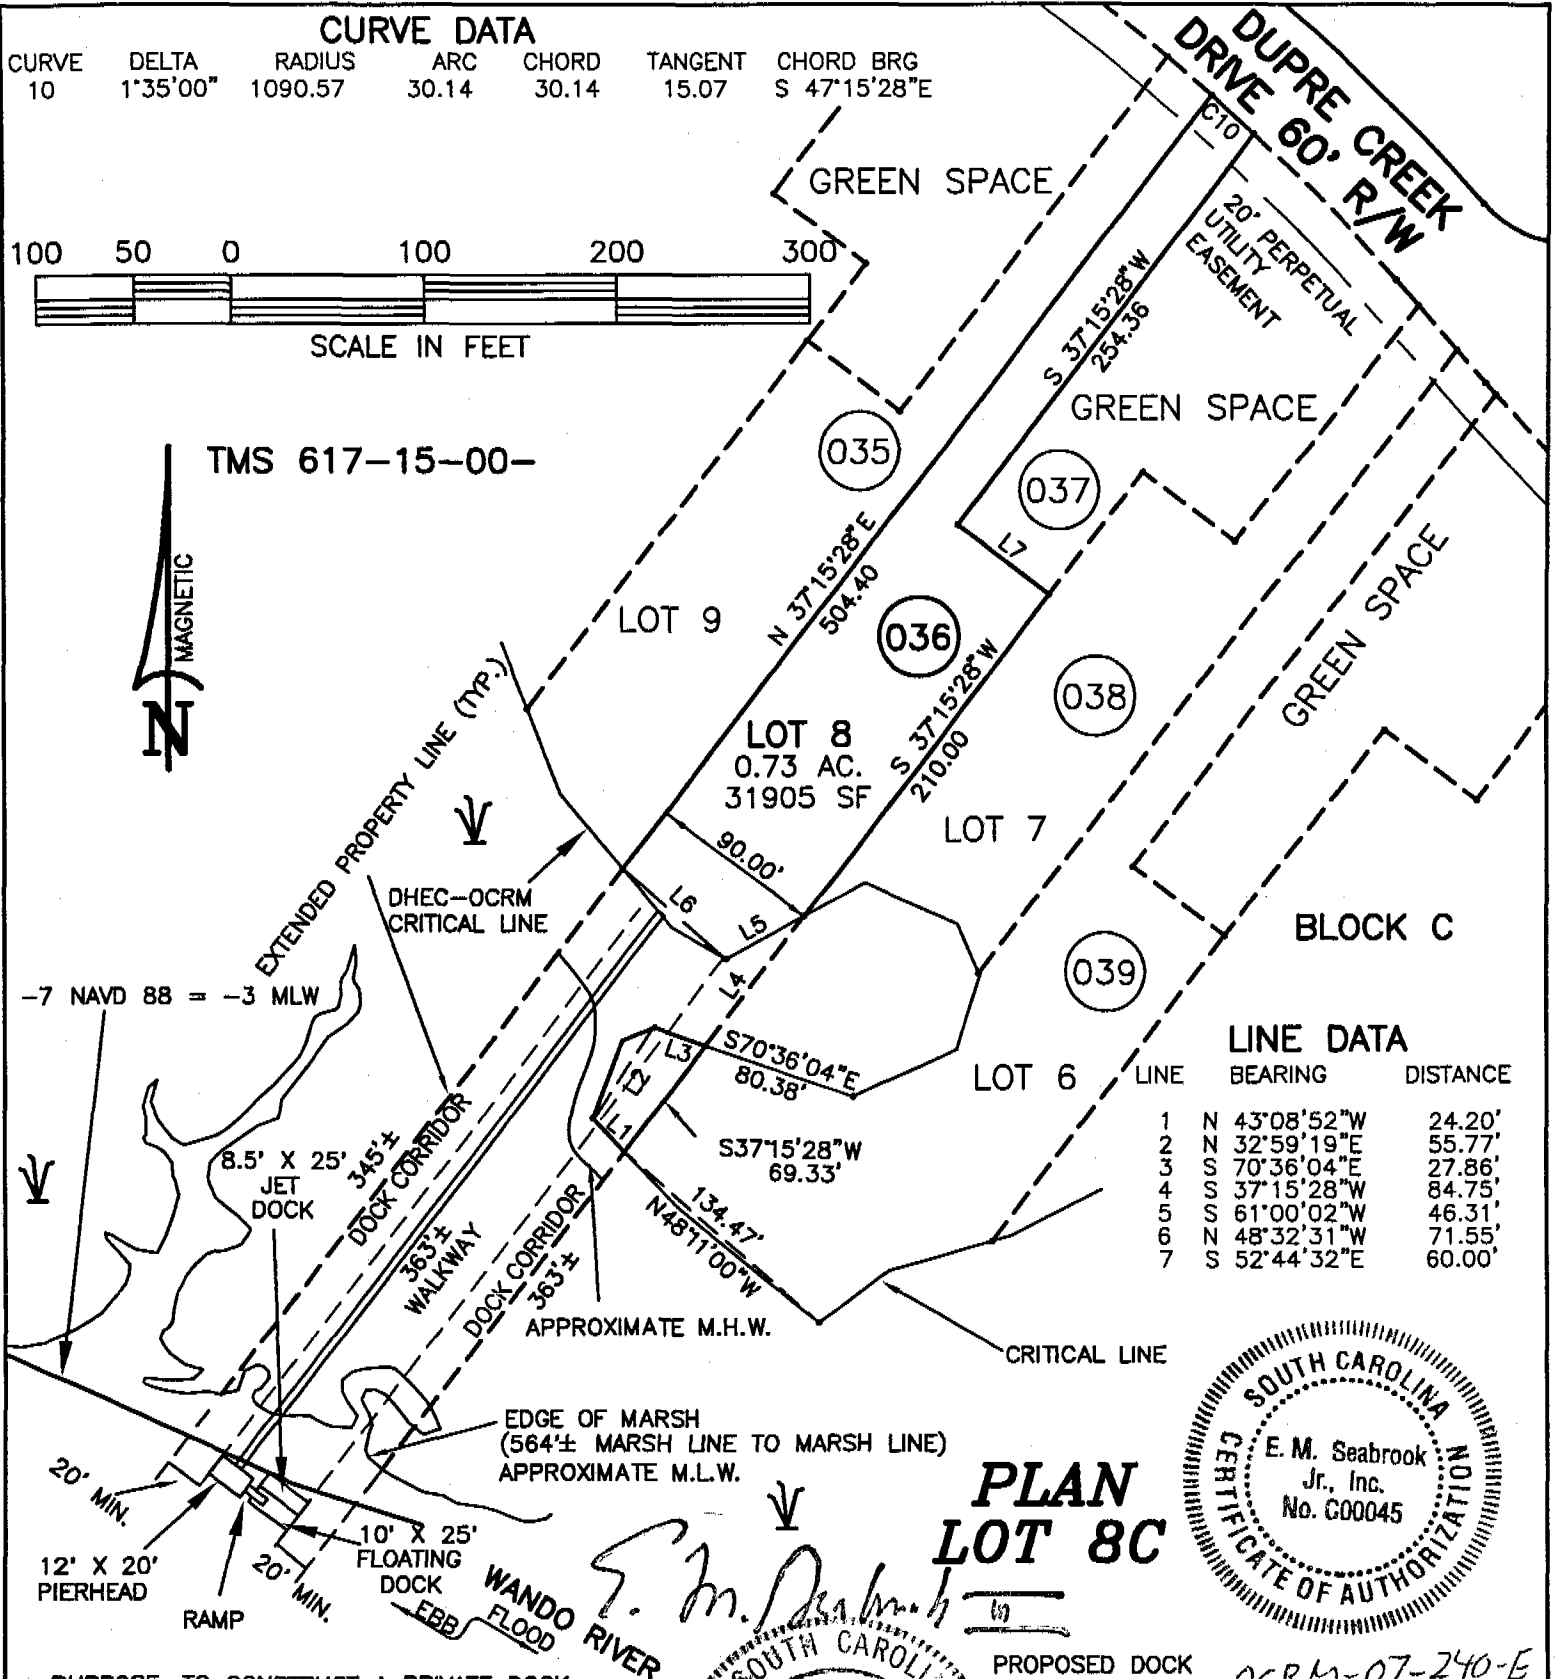 CURVE DATA
CURVE DELTA RADIUS ARC CHORD TANGENT CHORD BRG
10 1°35'00" 1090.57 30.14 30.14 15.07 S 47°15'28"E
DUPRE CREEK
DRIVE 60' R/W
C10
GREEN SPACE
20' PERPETUAL
UTILITY
EASEMENT
100 50 0 100 200 300
SCALE IN FEET
S 37°15'28"W
254.36
GREEN SPACE
TMS 617-15-00-
035
037
L7
MAGNETIC
N
N 37°15'28"E
504.40
LOT 9
036
038
GREEN SPACE
EXTENDED PROPERTY LINE (TYP.)
LOT 8
0.73 AC.
31905 SF
S 37°15'28"W
210.00
LOT 7
90.00'
DHEC-OCRM
CRITICAL LINE
L6
L5
L4
BLOCK C
039
-7 NAVD 88 = -3 MLW
L3
L2
L1
S70°36'04"E
80.38'
LOT 6
S37°15'28"W
69.33'
134.47'
N48°11'00"W
LINE DATA
LINE BEARING DISTANCE
1 N 43°08'52"W 24.20'
2 N 32°59'19"E 55.77'
3 S 70°36'04"E 27.86'
4 S 37°15'28"W 84.75'
5 S 61°00'02"W 46.31'
6 N 48°32'31"W 71.55'
7 S 52°44'32"E 60.00'
8.5' X 25'
JET
DOCK
345'±
DOCK CORRIDOR
363'±
WALKWAY
DOCK CORRIDOR
363'±
APPROXIMATE M.H.W.
CRITICAL LINE
EDGE OF MARSH
(564'± MARSH LINE TO MARSH LINE)
APPROXIMATE M.L.W.
SOUTH CAROLINA
E. M. Seabrook
Jr., Inc.
No. C00045
CERTIFICATE OF AUTHORIZATION
PLAN
LOT 8C
20' MIN.
12' X 20'
PIERHEAD
RAMP
20' MIN.
10' X 25'
FLOATING
DOCK
EBB
FLOOD
WANDO RIVER
E. M. Seabrook
SOUTH CAROLI
PROPOSED DOCK
OCRM-07-240-E
PURPOSE TO CONSTRUCT A PRIVATE DOCK